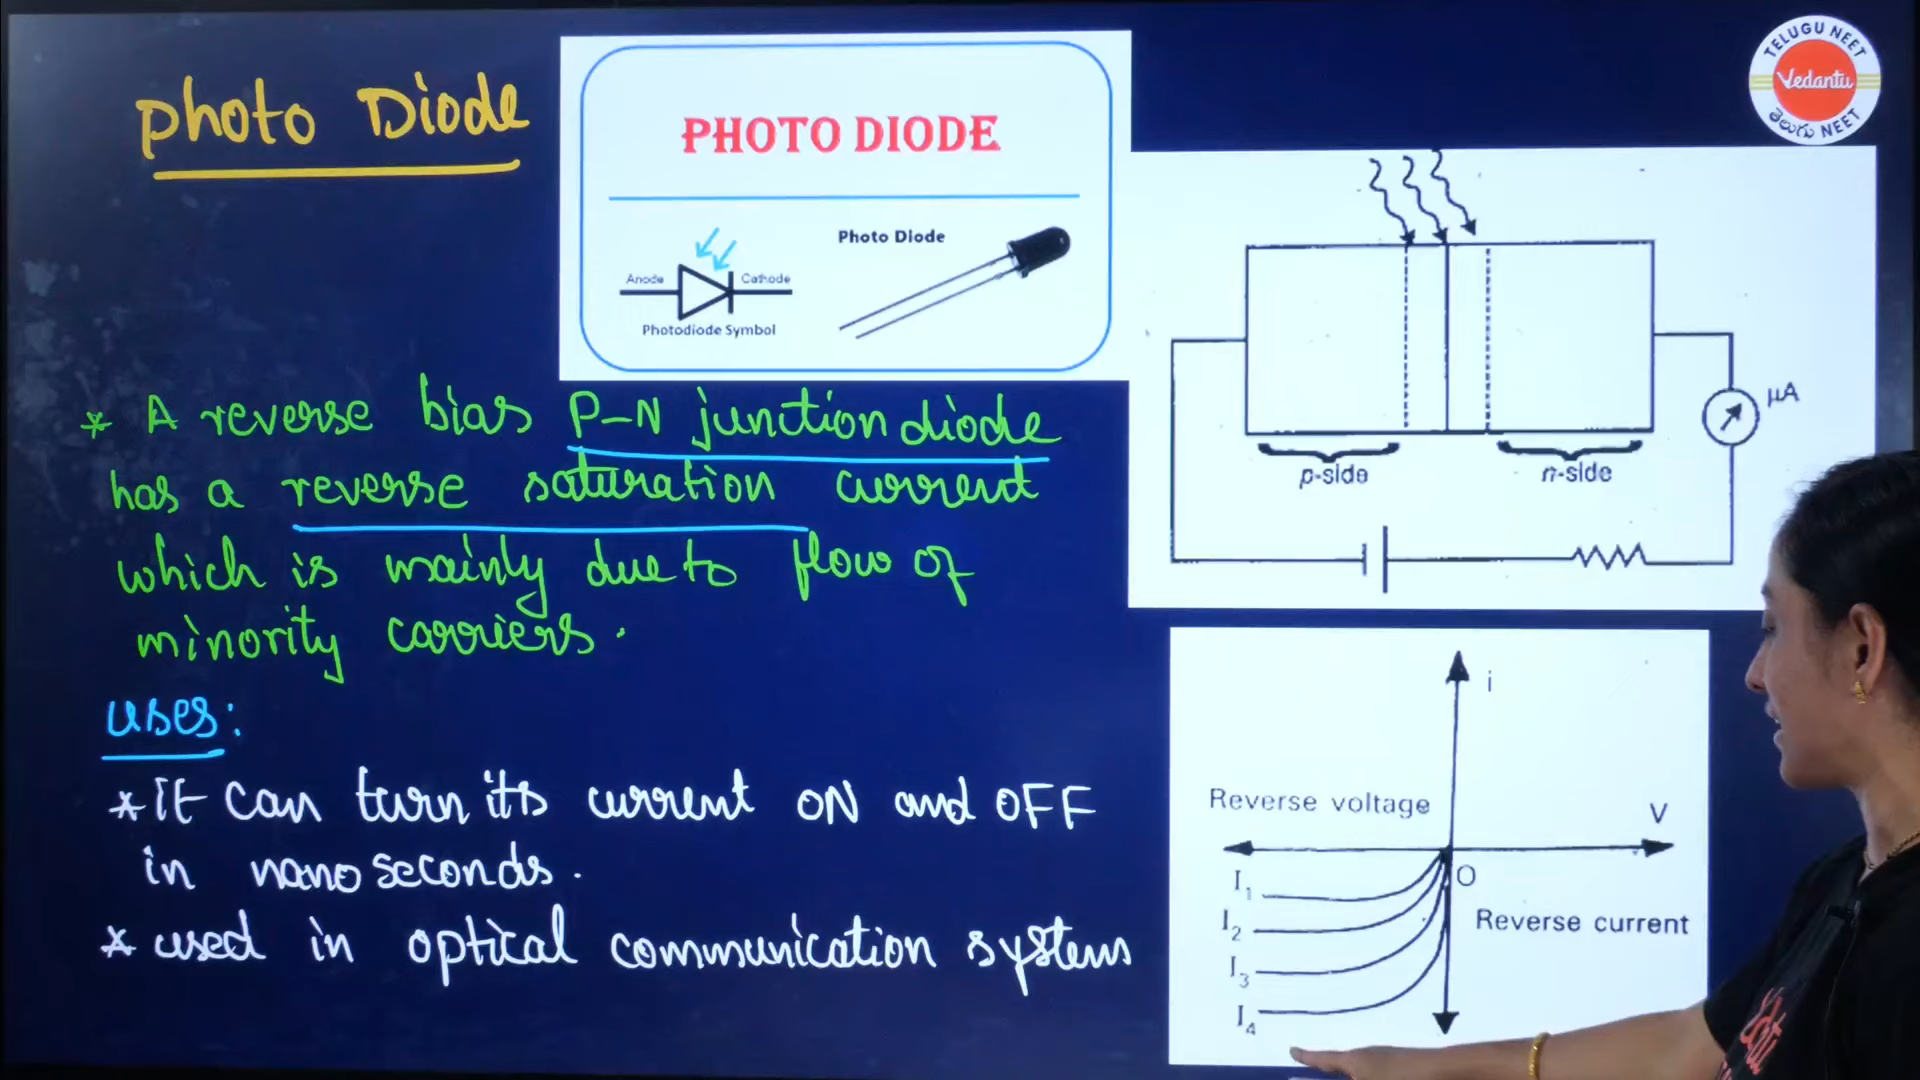 photo Diode
PHOTO DIODE
Photo Diode
Anode
Cathode
Photodiode Symbol
TELUGU NEET
Vedantu
తెలుగు NEET
μA
p-side
n-side
* A reverse bias P-N junction diode
has a reverse saturation current
which is mainly due to flow of
minority carriers.
uses:
* It can turn its current ON and OFF
in nano seconds.
* used in optical communication system
i
Reverse voltage
V
O
I1
I2
Reverse current
I3
I4